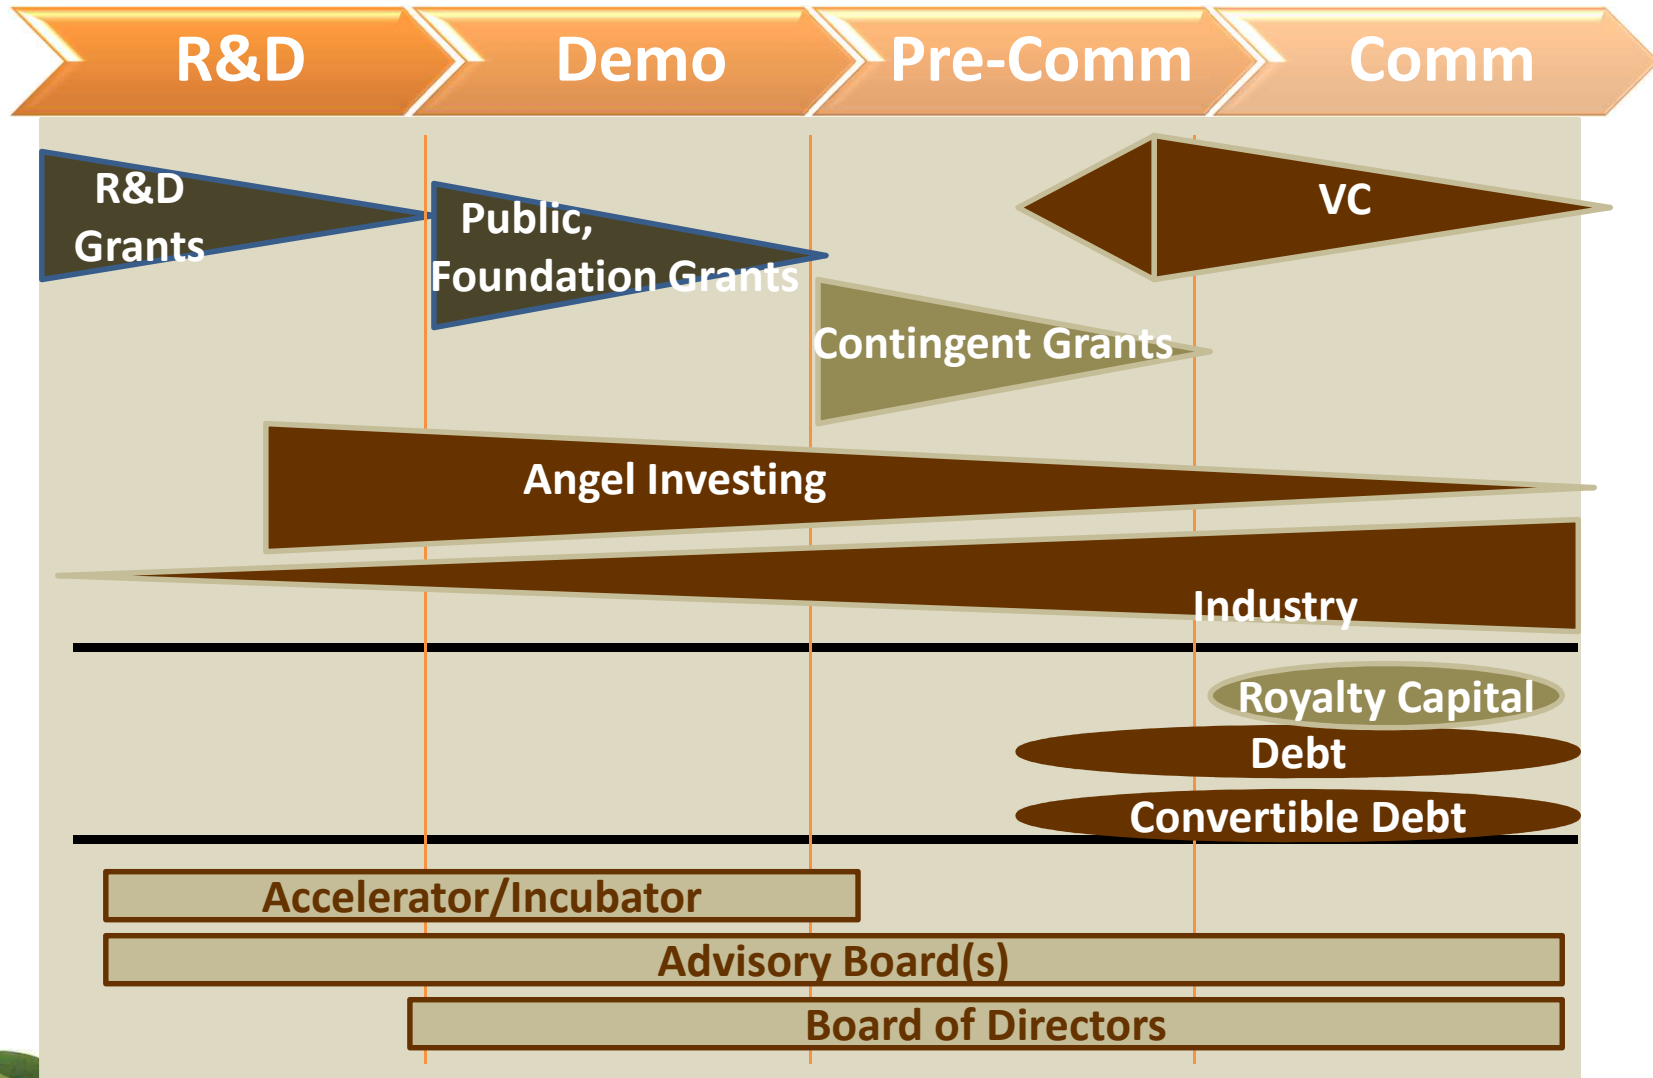 R&D
Demo
Pre-Comm
Comm
R&D
Grants
Public,
Foundation Grants
VC
Contingent Grants
Angel Investing
Industry
Royalty Capital
Debt
Convertible Debt
Accelerator/Incubator
Advisory Board(s)
Board of Directors